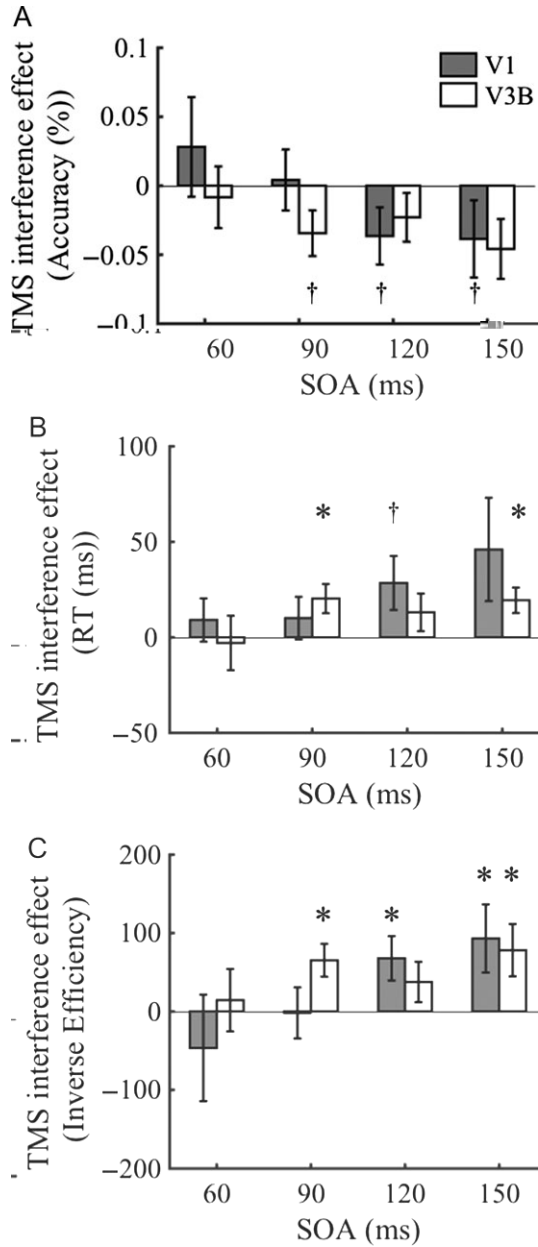 A
TMS interference effect
(Accuracy (%))
0.1
0.05
0
−0.05
−0.1
V1
V3B
† † †
60 90 120 150
SOA (ms)
B
TMS interference effect
(RT (ms))
100
50
0
−50
* † *
60 90 120 150
SOA (ms)
C
TMS interference effect
(Inverse Efficiency)
200
100
0
−100
−200
* * * *
60 90 120 150
SOA (ms)